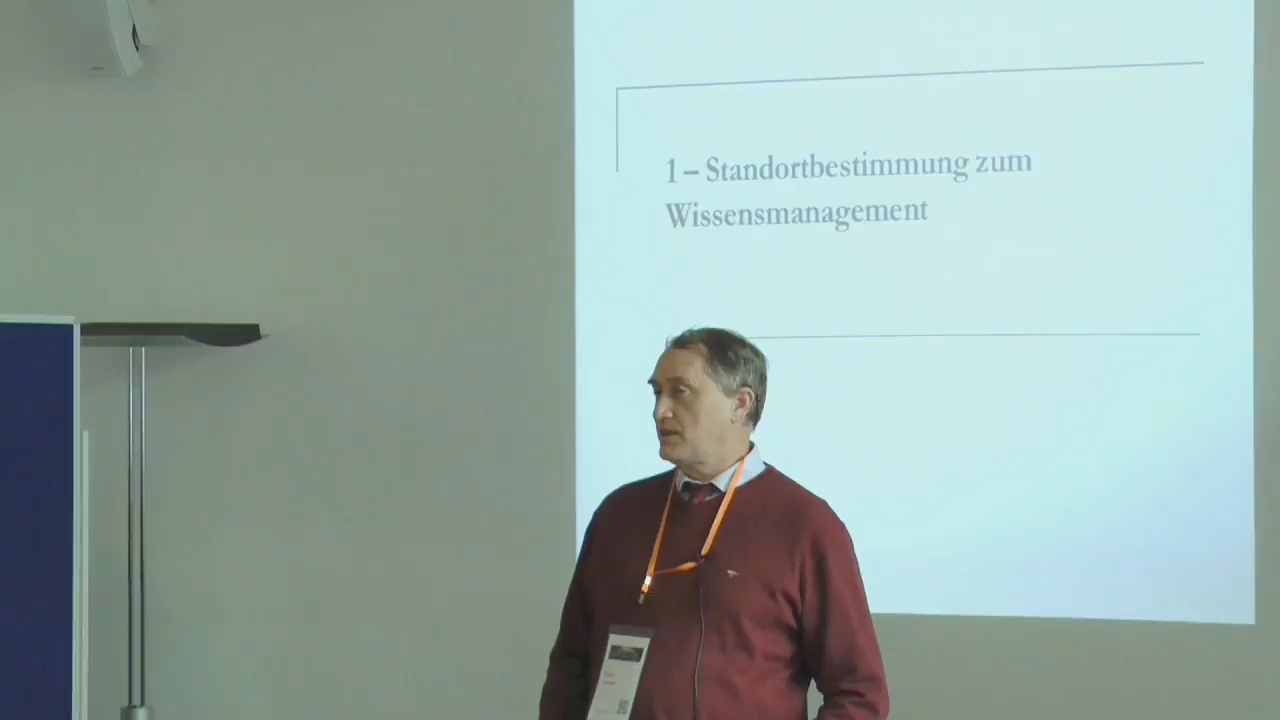 1 – Standortbestimmung zum
Wissensmanagement